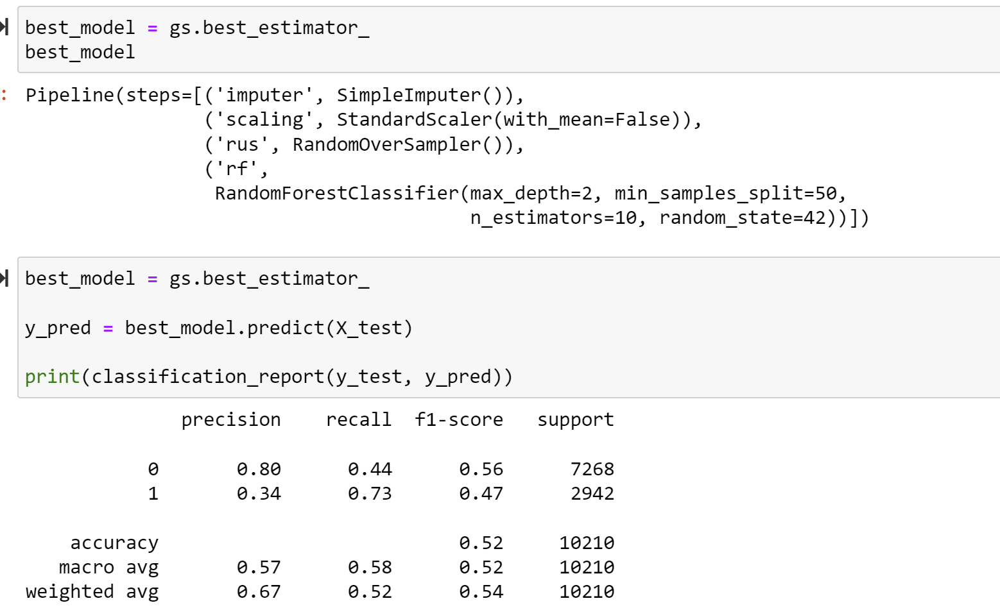 best_model = gs.best_estimator_
best_model
: Pipeline(steps=[('imputer', SimpleImputer()),
('scaling', StandardScaler(with_mean=False)),
('rus', RandomOverSampler()),
('rf',
RandomForestClassifier(max_depth=2, min_samples_split=50,
n_estimators=10, random_state=42))])
best_model = gs.best_estimator_
y_pred = best_model.predict(X_test)
print(classification_report(y_test, y_pred))
precision recall f1-score support
0 0.80 0.44 0.56 7268
1 0.34 0.73 0.47 2942
accuracy 0.52 10210
macro avg 0.57 0.58 0.52 10210
weighted avg 0.67 0.52 0.54 10210